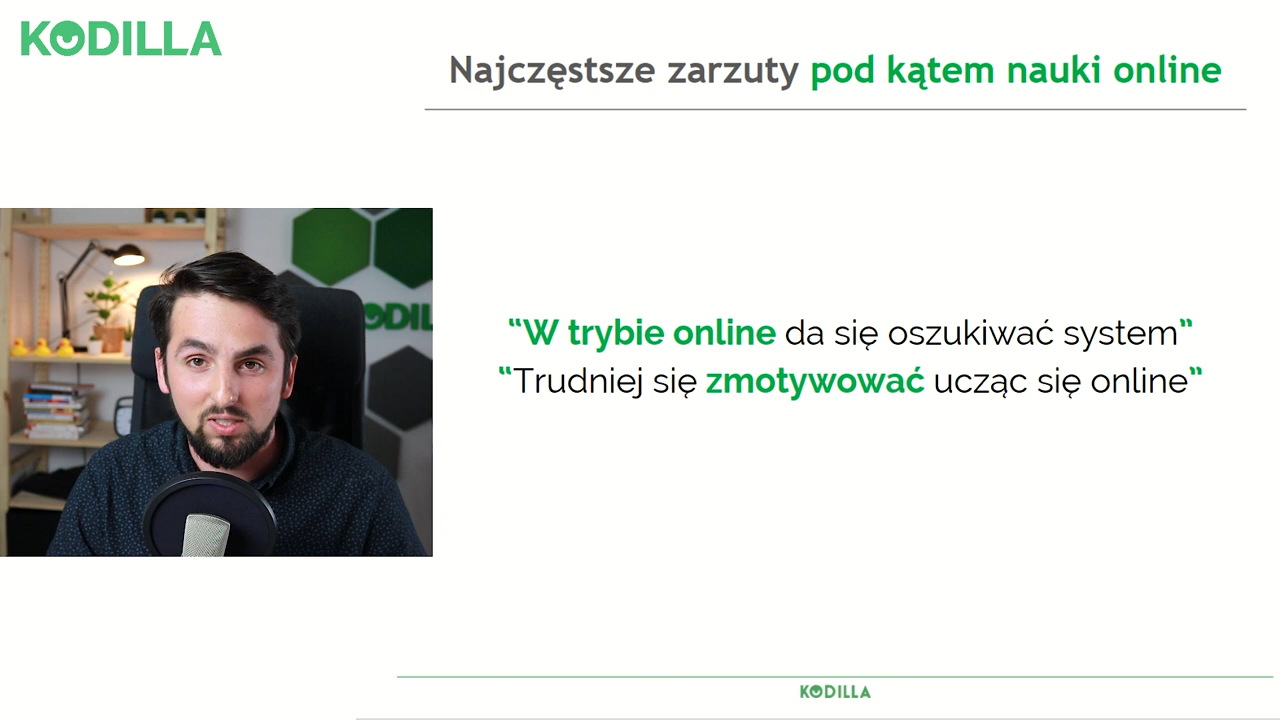 KODILLA
Najczęstsze zarzuty pod kątem nauki online
KODIL
“W trybie online da się oszukiwać system”
“Trudniej się zmotywować ucząc się online”
KODILLA